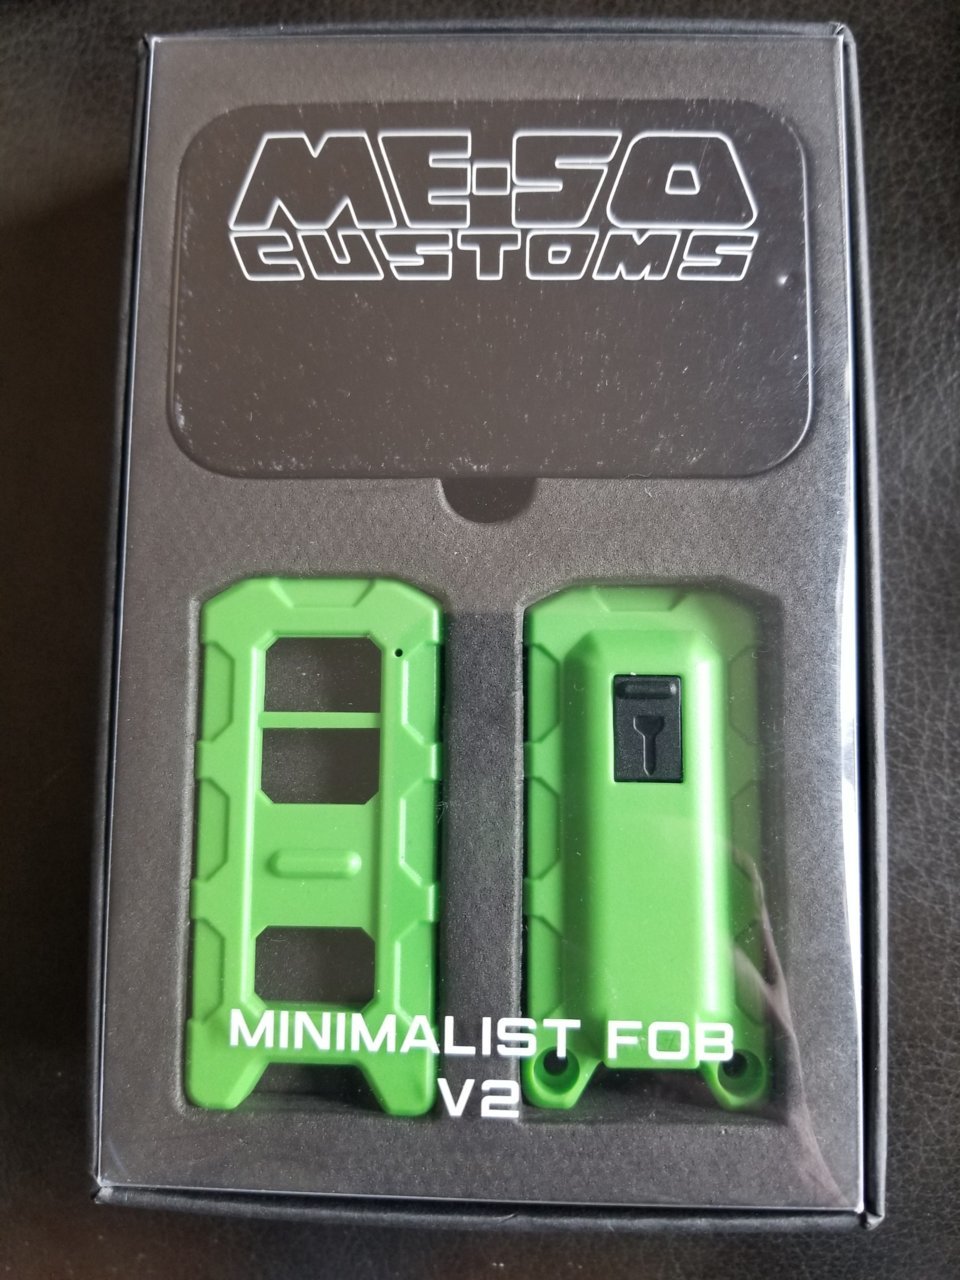 ME·SO
CUSTOMS
MINIMALIST FOB
V2